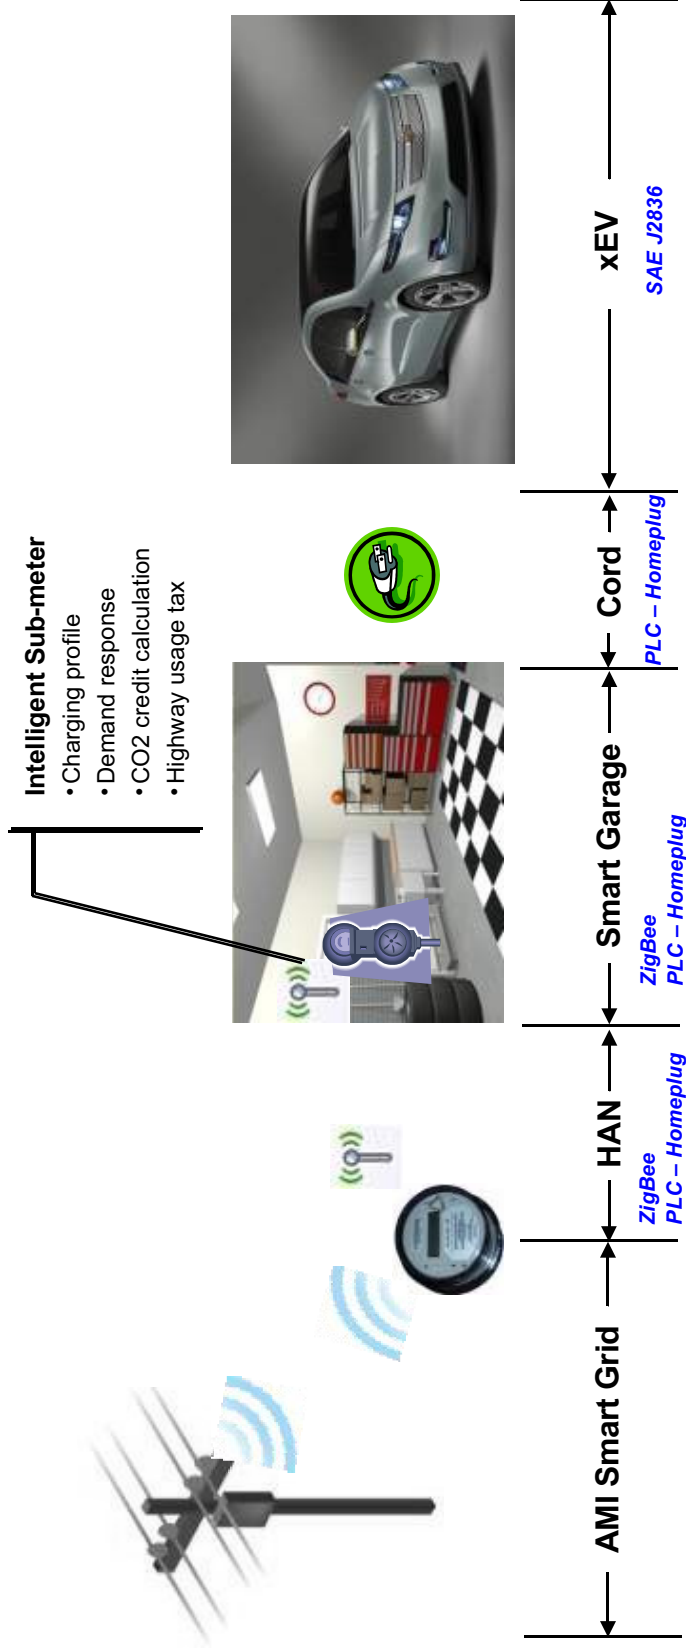 Intelligent Sub-meter
• Charging profile
• Demand response
• CO2 credit calculation
• Highway usage tax
AMI Smart Grid
HAN
Smart Garage
Cord
xEV
ZigBee
PLC – Homeplug
ZigBee
PLC – Homeplug
PLC – Homeplug
SAE J2836